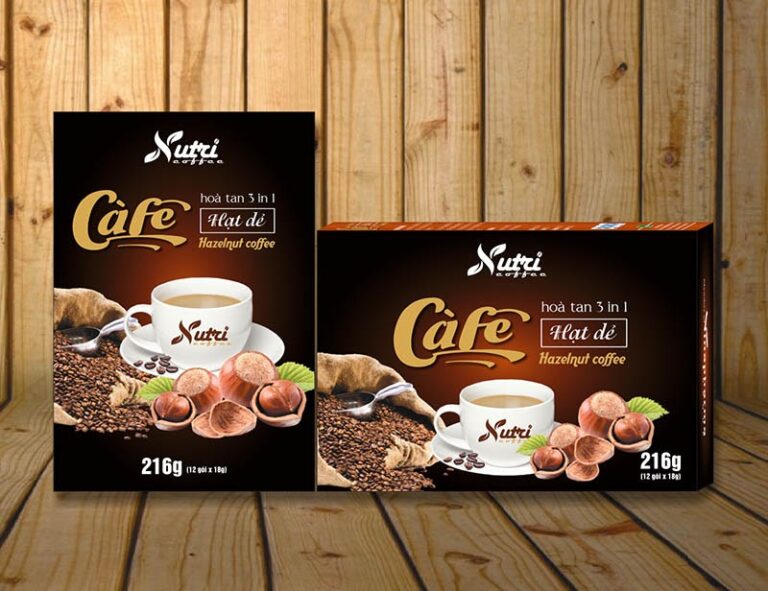 Nutri
coffee
Càfe
hoà tan 3 in 1
Hạt dẻ
Hazelnut coffee
Nutri
coffee
216g (12 gói x 18g)
Nutri
coffee
Càfe
hoà tan 3 in 1
Hạt dẻ
Hazelnut coffee
Nutri
coffee
216g
(12 gói x 18g)